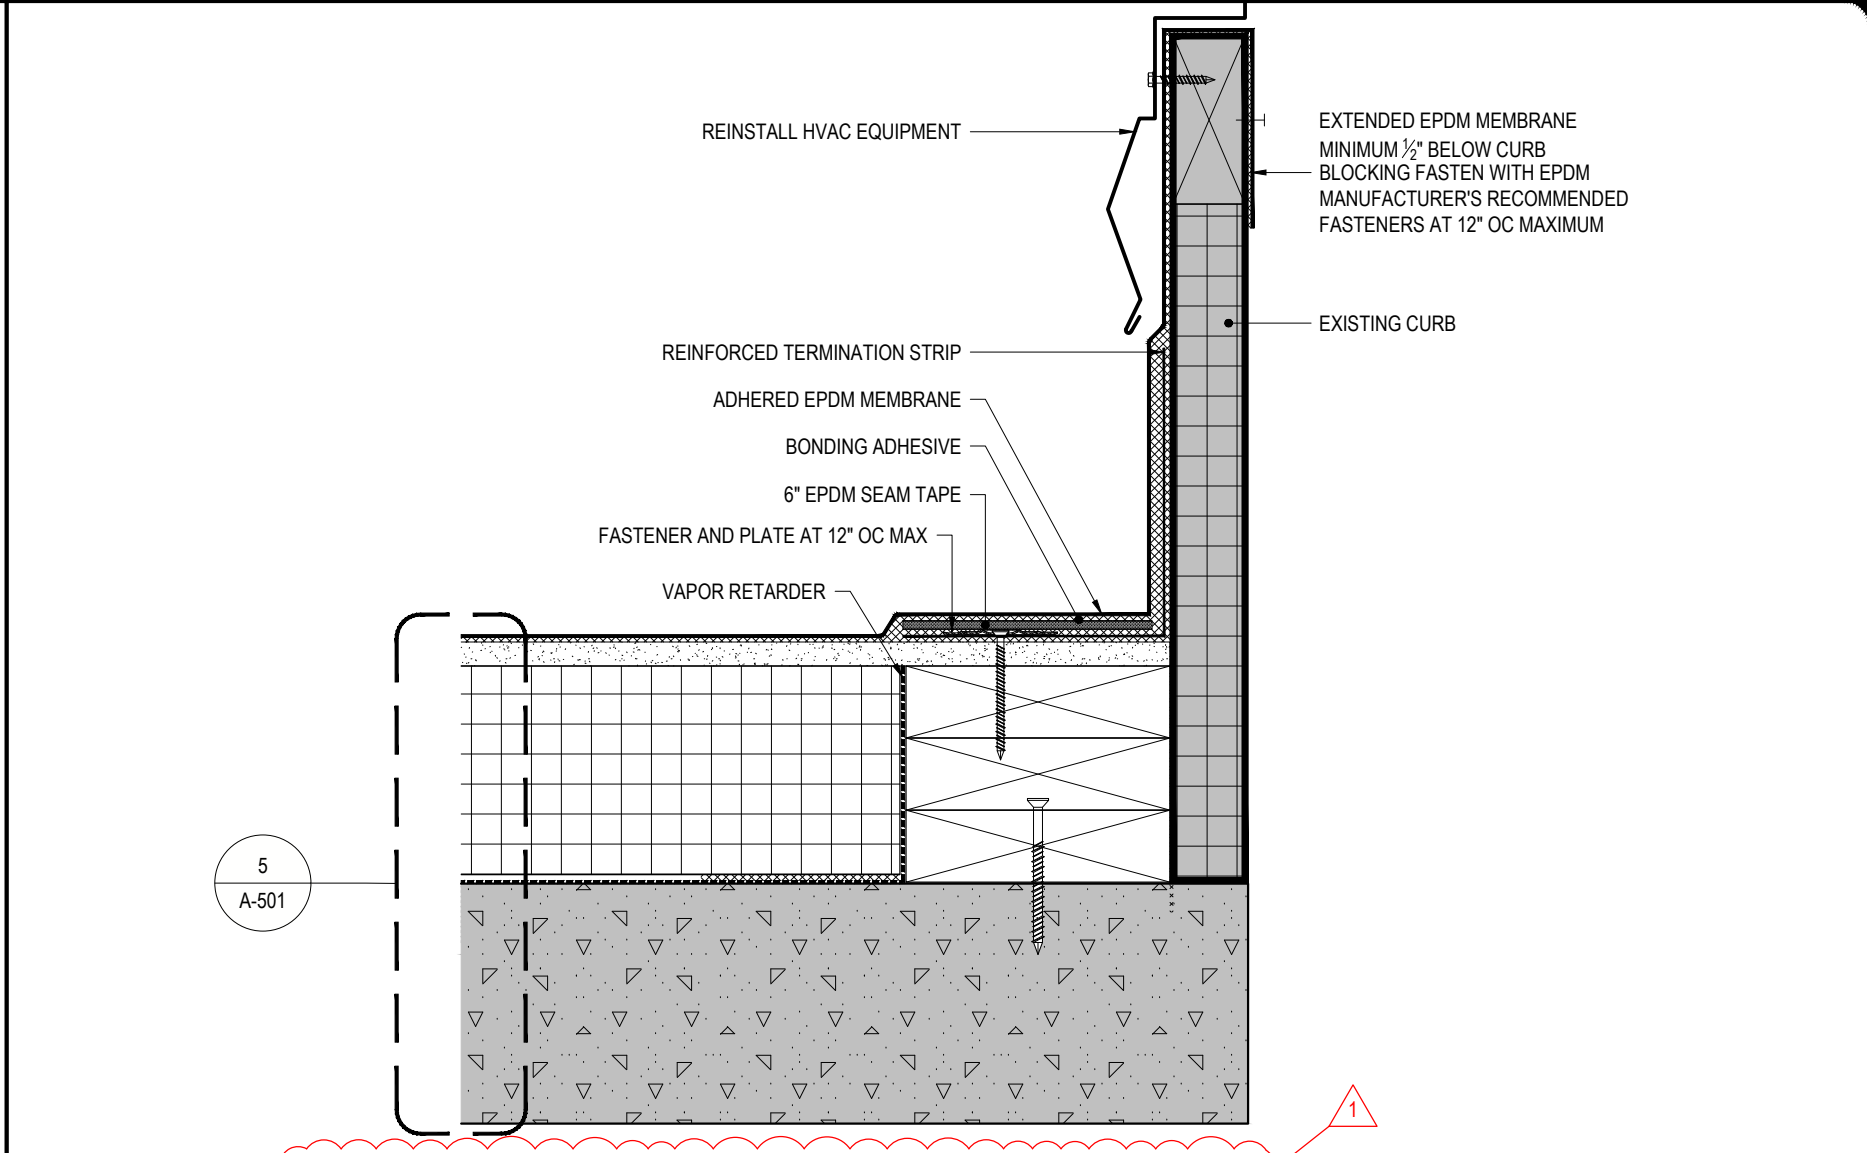 REINSTALL HVAC EQUIPMENT
EXTENDED EPDM MEMBRANE
MINIMUM ½" BELOW CURB
BLOCKING FASTEN WITH EPDM
MANUFACTURER'S RECOMMENDED
FASTENERS AT 12" OC MAXIMUM
EXISTING CURB
REINFORCED TERMINATION STRIP
ADHERED EPDM MEMBRANE
BONDING ADHESIVE
6" EPDM SEAM TAPE
FASTENER AND PLATE AT 12" OC MAX
VAPOR RETARDER
5
A-501
1